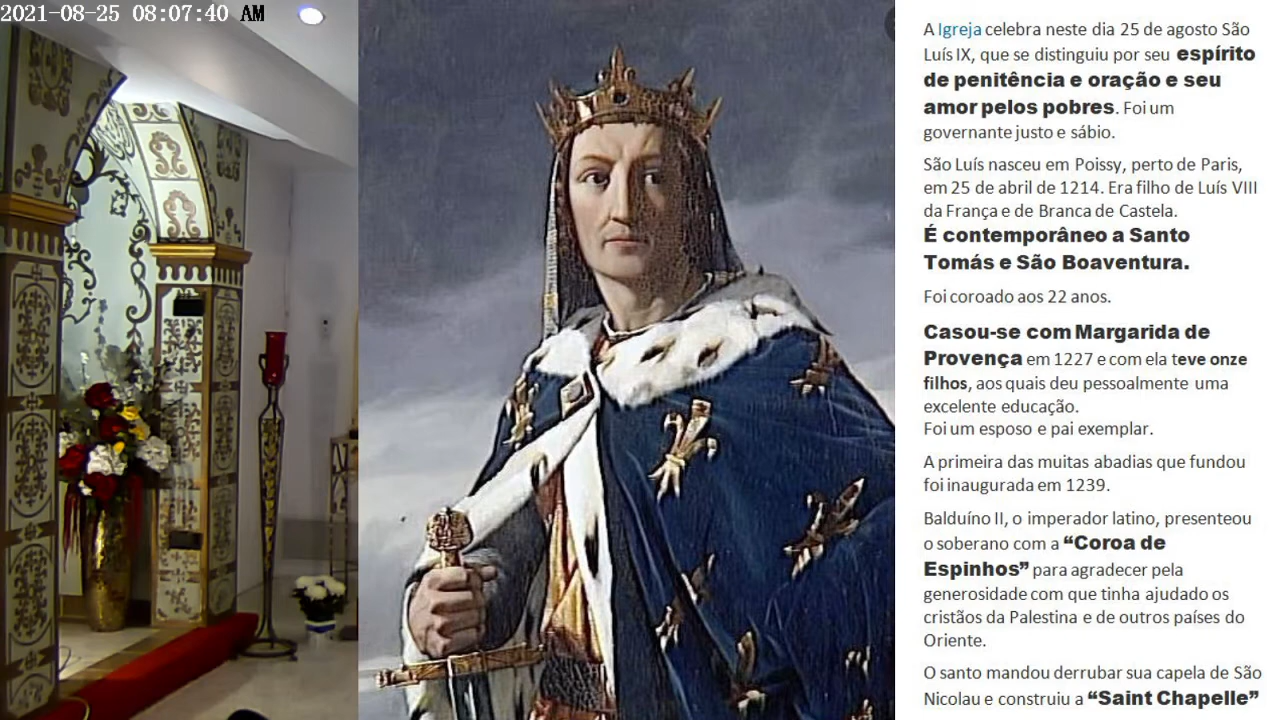 2021-08-25 08:07:40 AM
A Igreja celebra neste dia 25 de agosto São
Luís IX, que se distinguiu por seu espírito
de penitência e oração e seu
amor pelos pobres. Foi um
governante justo e sábio.
São Luís nasceu em Poissy, perto de Paris,
em 25 de abril de 1214. Era filho de Luís VIII
da França e de Branca de Castela.
É contemporâneo a Santo
Tomás e São Boaventura.
Foi coroado aos 22 anos.
Casou-se com Margarida de
Provença em 1227 e com ela teve onze
filhos, aos quais deu pessoalmente uma
excelente educação.
Foi um esposo e pai exemplar.
A primeira das muitas abadias que fundou
foi inaugurada em 1239.
Balduíno II, o imperador latino, presenteou
o soberano com a “Coroa de
Espinhos” para agradecer pela
generosidade com que tinha ajudado os
cristãos da Palestina e de outros países do
Oriente.
O santo mandou derrubar sua capela de São
Nicolau e construiu a “Saint Chapelle”